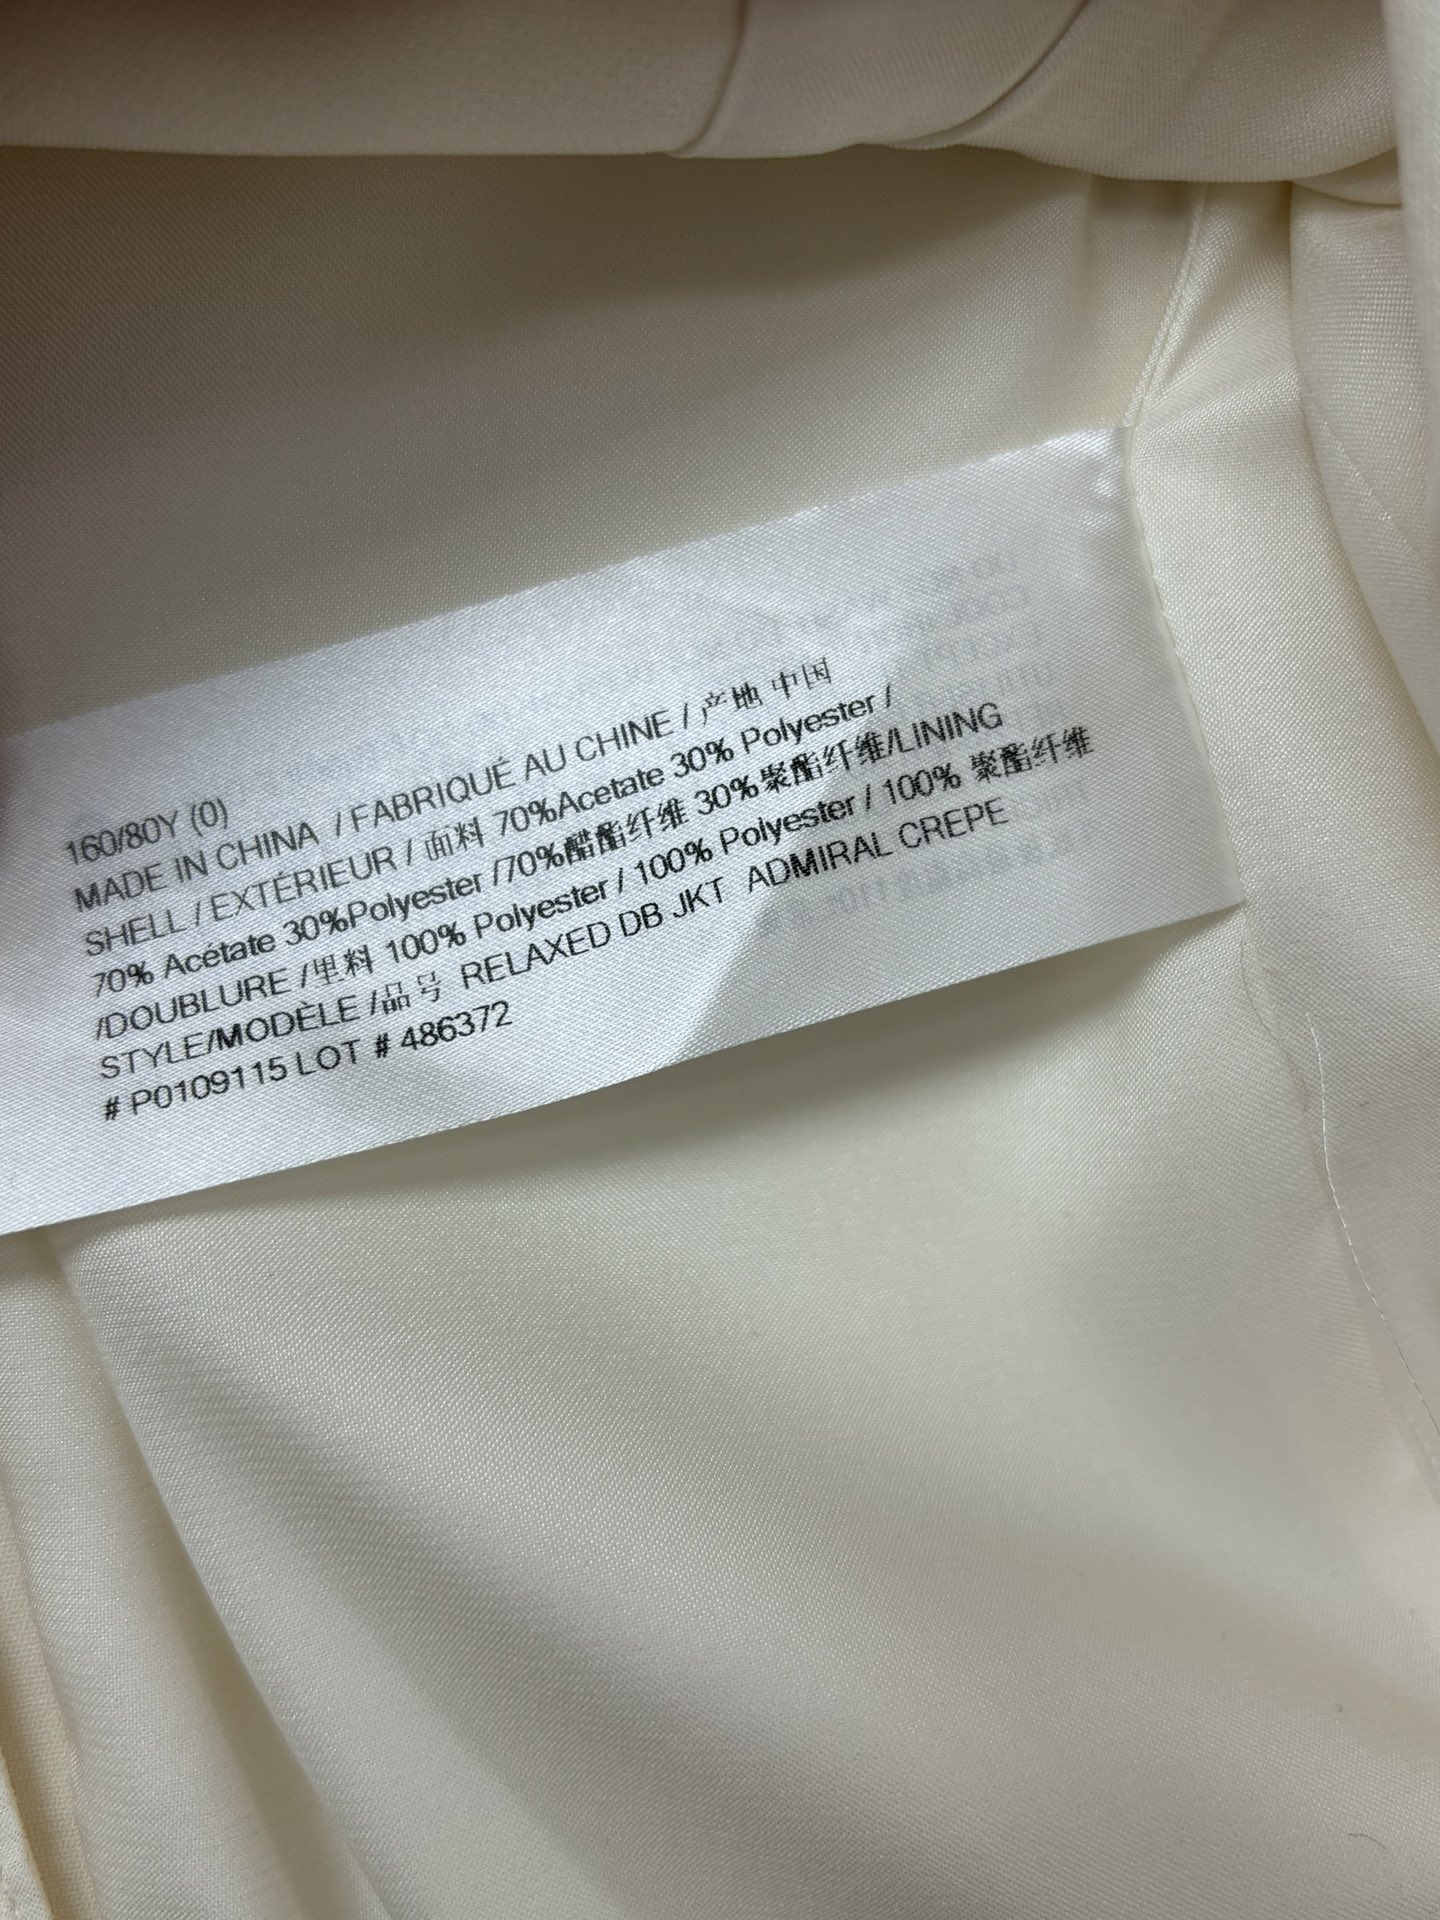 160/80Y (0)
MADE IN CHINA / FABRIQUÉ AU CHINE / 产地 中国
SHELL / EXTÉRIEUR / 面料 70%Acetate 30% Polyester /
70% Acétate 30%Polyester /70%醋酯纤维 30%聚酯纤维/LINING
/DOUBLURE /里料 100% Polyester / 100% Polyester / 100% 聚酯纤维
STYLE/MODÈLE /品号 RELAXED DB JKT ADMIRAL CREPE
# P0109115 LOT # 486372